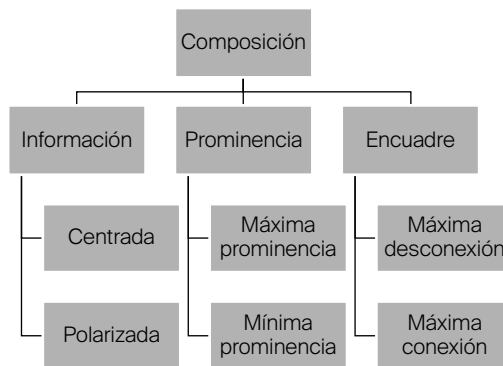 Composición
Información
Prominencia
Encuadre
Centrada
Máxima
prominencia
Máxima
desconexión
Polarizada
Mínima
prominencia
Máxima
conexión